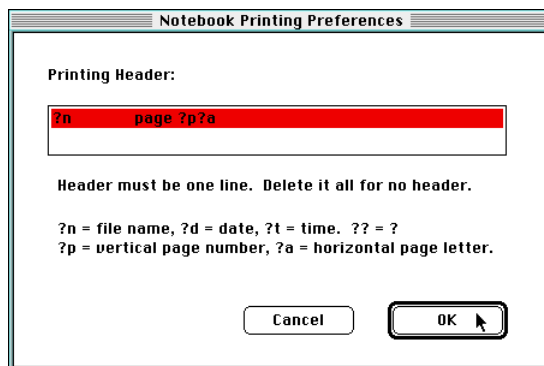 Notebook Printing Preferences
Printing Header:
?n page ?p?a
Header must be one line. Delete it all for no header.
?n = file name, ?d = date, ?t = time. ?? = ?
?p = vertical page number, ?a = horizontal page letter.
Cancel OK